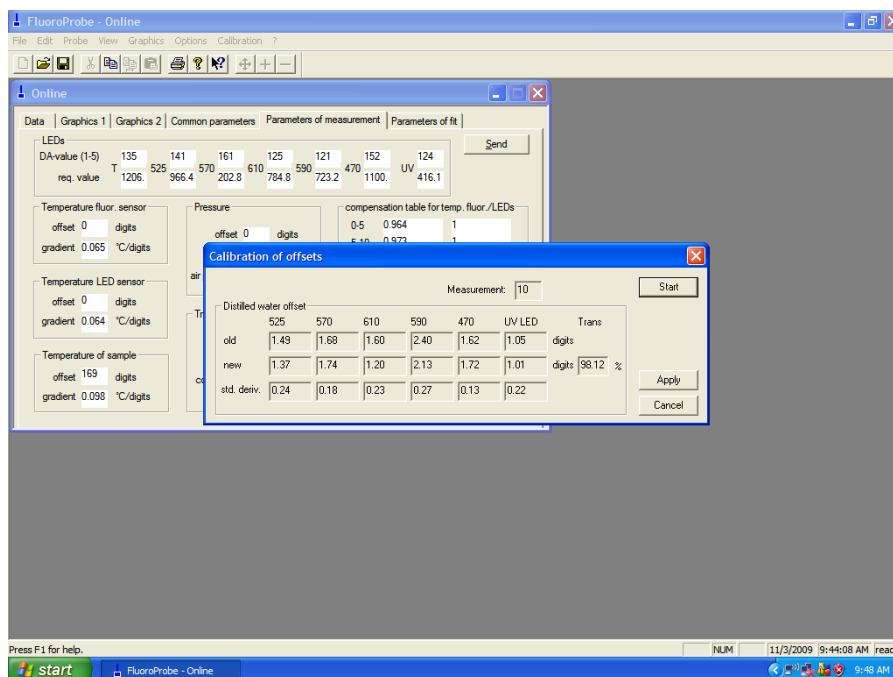 FluoroProbe - Online
File Edit Probe View Graphics Options Calibration ?
Online
Data Graphics 1 Graphics 2 Common parameters Parameters of measurement Parameters of fit
LEDs
Send
DA-value (1-5) 135 141 161 125 121 152 124
T 525 570 610 590 470 UV
req. value 1206. 966.4 202.8 784.8 723.2 1100. 416.1
Temperature fluor. sensor
offset 0 digits
gradient 0.065 °C/digits
Pressure
offset 0 digits
air
compensation table for temp. fluor./LEDs
0-5 0.964 1
5-10 0.973 1
Temperature LED sensor
offset 0 digits
gradient 0.064 °C/digits
Tr
Temperature of sample
offset 169 digits
gradient 0.098 °C/digits
Calibration of offsets
Measurement: 10
Start
Distilled water offset
525 570 610 590 470 UV LED Trans
old 1.49 1.68 1.60 2.40 1.62 1.05 digits
new 1.37 1.74 1.20 2.13 1.72 1.01 digits 98.12 %
std. deriv. 0.24 0.18 0.23 0.27 0.13 0.22
Apply
Cancel
Press F1 for help.
NUM 11/3/2009 9:44:08 AM read
start FluoroProbe - Online 9:48 AM